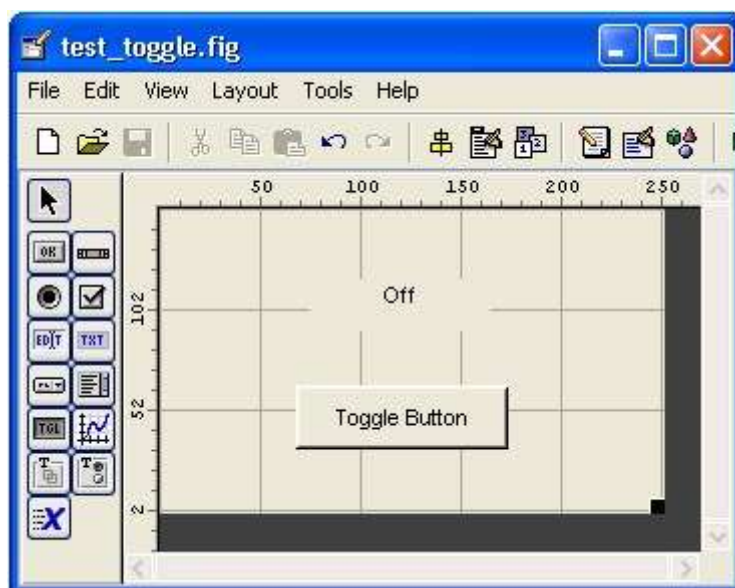 test_toggle.fig
File Edit View Layout Tools Help
50 100 150 200 250
OK
EDIT TXT
TGL
T T
X
102
52
2
Off
Toggle Button